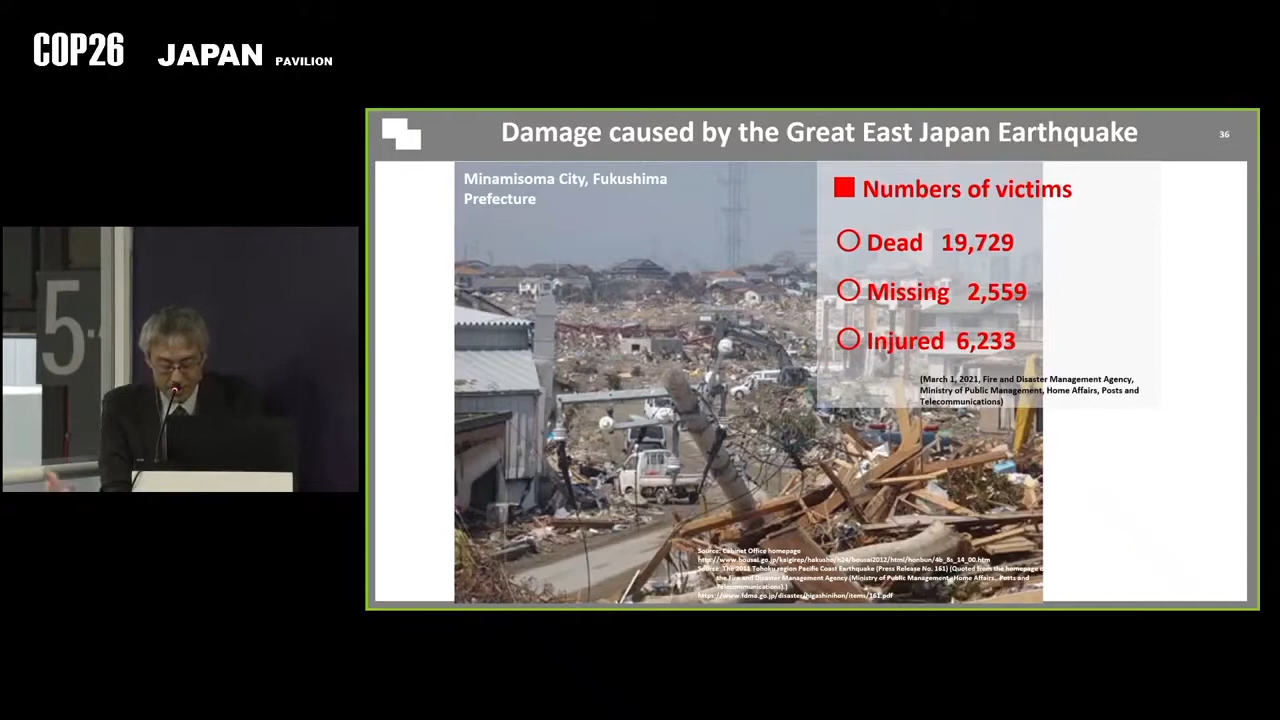 COP26 JAPAN PAVILION
Damage caused by the Great East Japan Earthquake
36
Minamisoma City, Fukushima
Prefecture
Numbers of victims
Dead 19,729
Missing 2,559
Injured 6,233
(March 1, 2021, Fire and Disaster Management Agency,
Ministry of Public Management, Home Affairs, Posts and
Telecommunications)
5
Source: Cabinet Office homepage
http://www.bousai.go.jp/kaigirep/hakusho/h24/bousai2012/html/honbun/4b_8s_14_00.htm
Source: The 2011 Tohoku region Pacific Coast Earthquake (Press Release No. 161) (Quoted from the homepage
the Fire and Disaster Management Agency (Ministry of Public Management, Home Affairs, Posts and
Telecommunications).)
https://www.fdma.go.jp/disaster/higashinihon/items/161.pdf